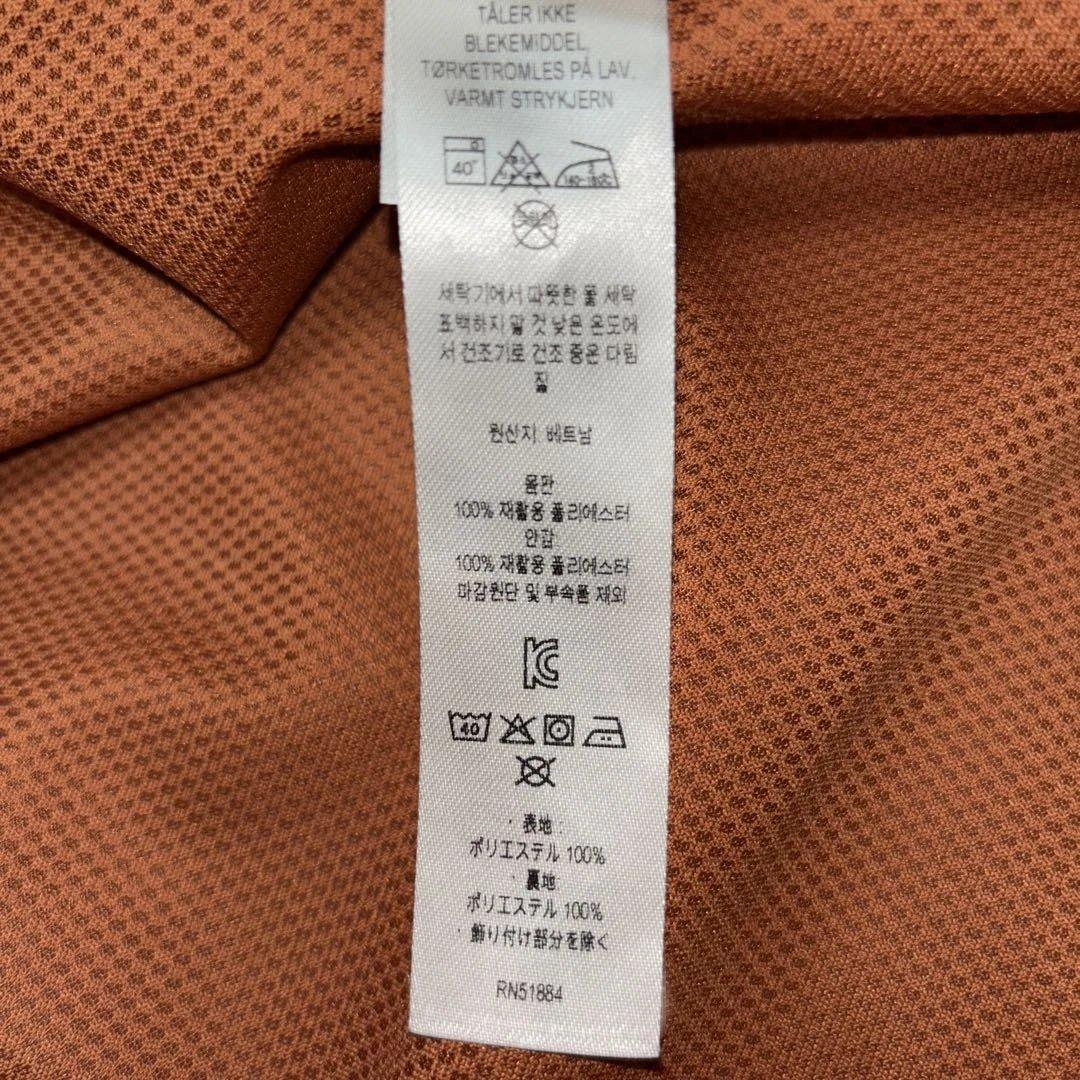 TÅLER IKKE
BLEKEMIDDEL.
TØRKETROMLES PÅ LAV.
VARMT STRYKJERN
40°
140~160℃
세탁기에서 따뜻한 물 세탁
표백하지 말 것 낮은 온도에
서 건조기로 건조 중온 다림
질
원산지: 베트남
몸판
100% 재활용 폴리에스터
안감
100% 재활용 폴리에스터
마감원단 및 부속품 제외
40
・表地:
ポリエステル 100%
・裏地
ポリエステル 100%
・飾り付け部分を除く
RN51884